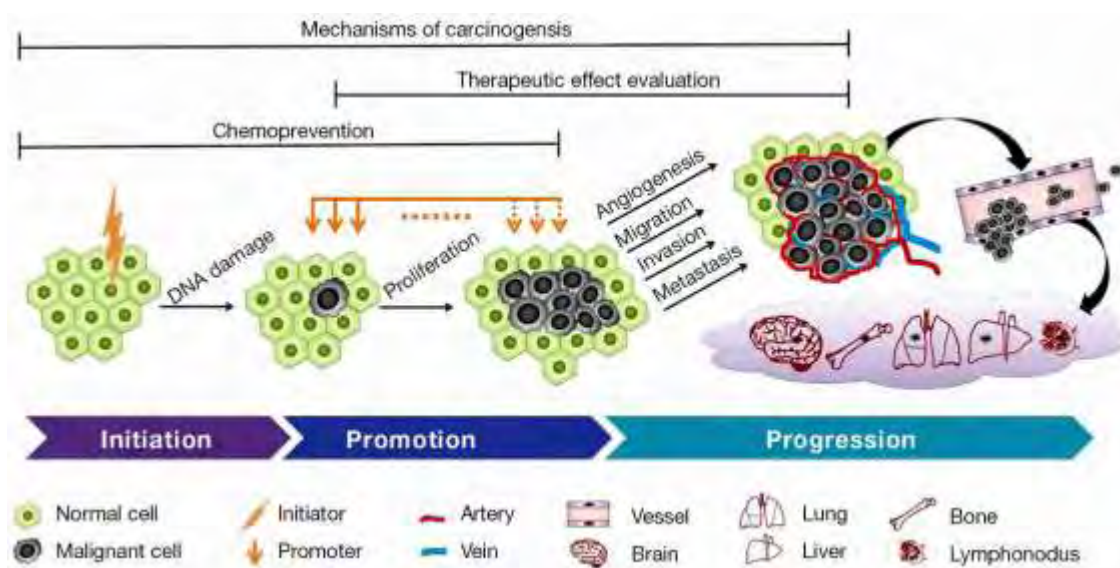 Mechanisms of carcinogensis
Therapeutic effect evaluation
Chemoprevention
DNA damage
Proliferation
Angiogenesis
Migration
Invasion
Metastasis
Initiation
Promotion
Progression
Normal cell
Initiator
Artery
Vessel
Lung
Bone
Malignant cell
Promoter
Vein
Brain
Liver
Lymphonodus